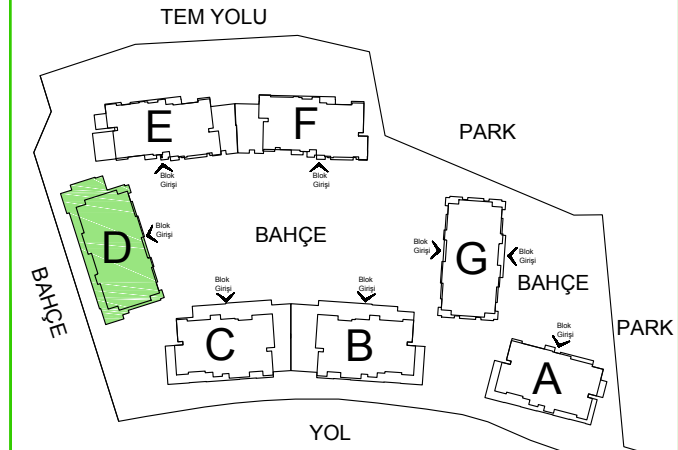 TEM YOLU
E
F
PARK
Blok
Girişi
Blok
Girişi
D
Blok
Girişi
BAHÇE
Blok
Girişi
G
Blok
Girişi
BAHÇE
BAHÇE
Blok
Girişi
Blok
Girişi
C
B
Blok
Girişi
PARK
A
YOL